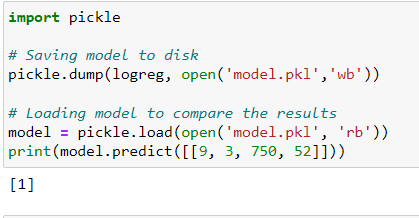 import pickle
# Saving model to disk
pickle.dump(logreg, open('model.pkl','wb'))
# Loading model to compare the results
model = pickle.load(open('model.pkl', 'rb'))
print(model.predict([[9, 3, 750, 52]]))
[1]